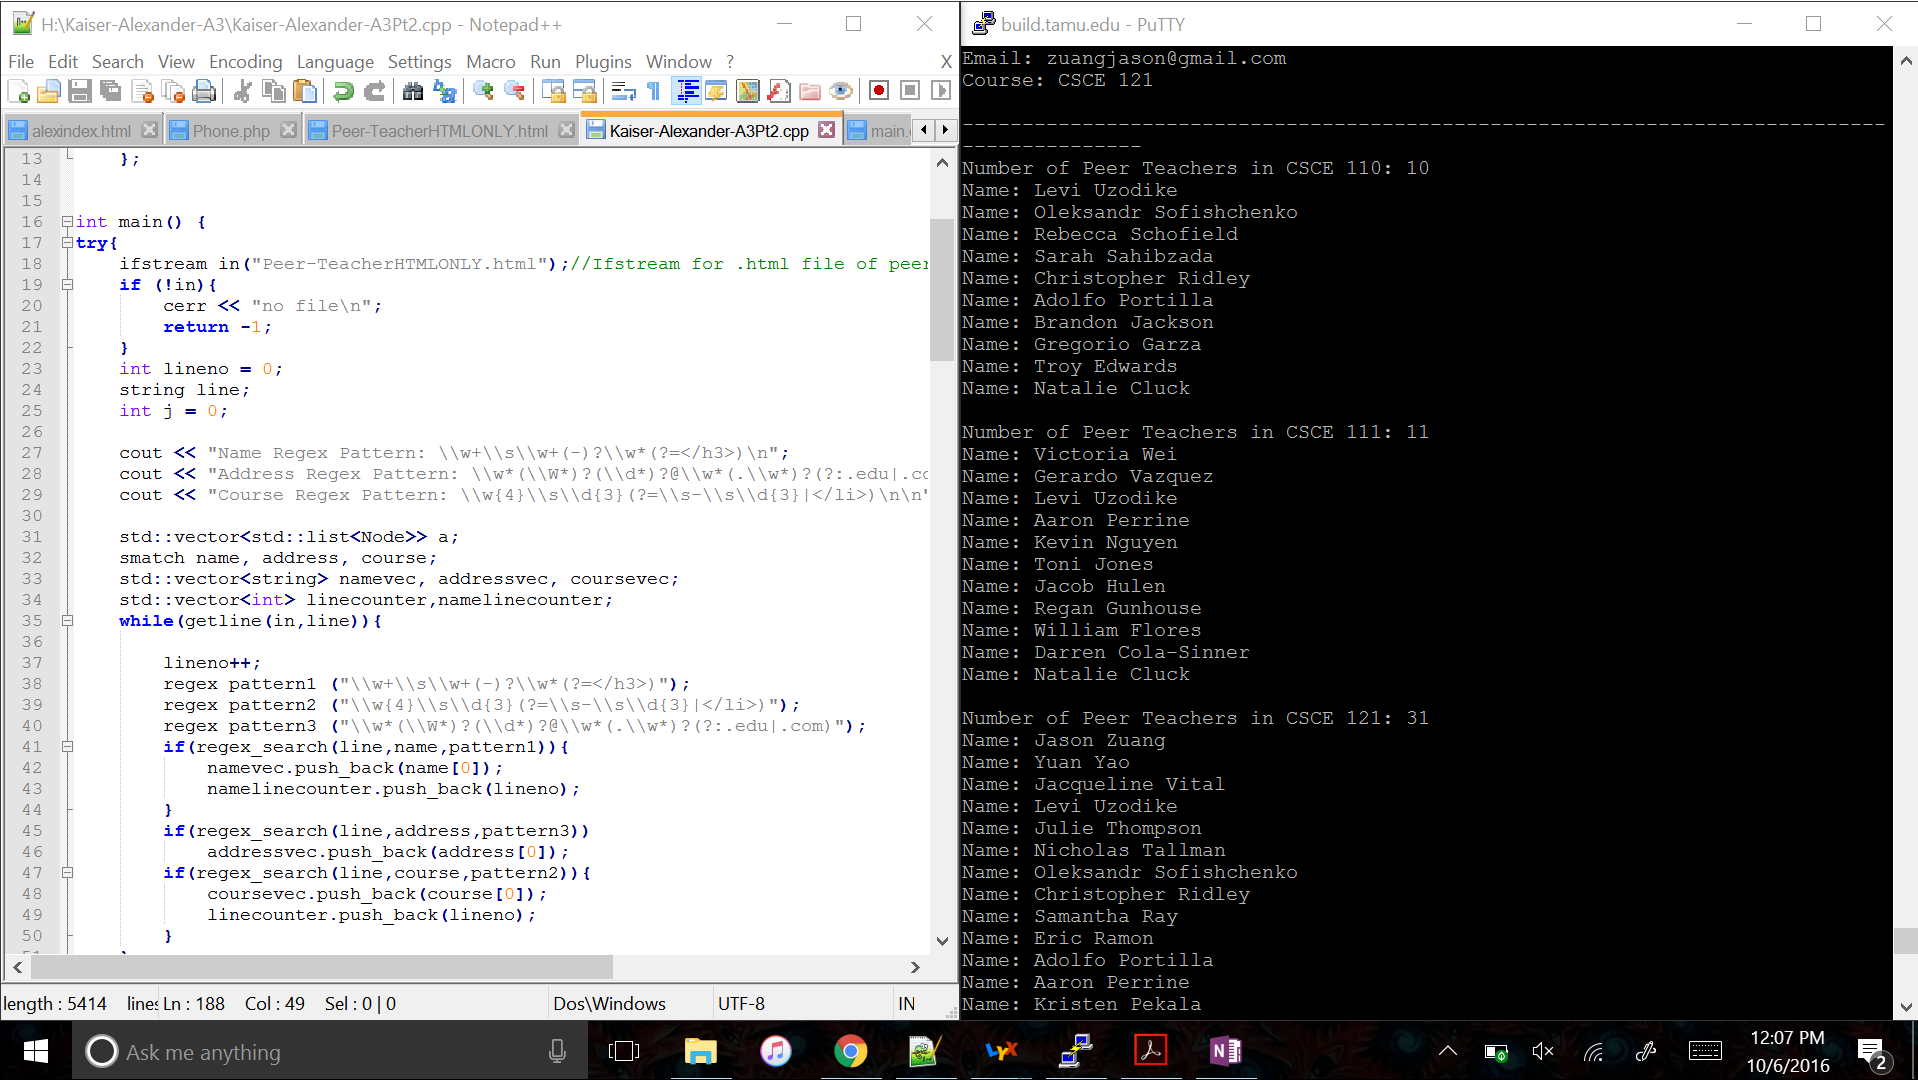 H:\Kaiser-Alexander-A3\Kaiser-Alexander-A3Pt2.cpp - Notepad++
File Edit Search View Encoding Language Settings Macro Run Plugins Window ? X
alexindex.html Phone.php Peer-TeacherHTMLONLY.html Kaiser-Alexander-A3Pt2.cpp main.
13 };
14
15
16 int main() {
17 try{
18 ifstream in("Peer-TeacherHTMLONLY.html");//Ifstream for .html file of peer
19 if (!in){
20 cerr << "no file\n";
21 return -1;
22 }
23 int lineno = 0;
24 string line;
25 int j = 0;
26
27 cout << "Name Regex Pattern: \\w+\\s\\w+(-)?\\w*(?=</h3>)\n";
28 cout << "Address Regex Pattern: \\w*(\\W*)?(\\d*)?@\\w*(.\\w*)?(?:.edu|.co
29 cout << "Course Regex Pattern: \\w{4}\\s\\d{3}(?=\\s-\\s\\d{3}|</li>)\n\n"
30
31 std::vector<std::list<Node>> a;
32 smatch name, address, course;
33 std::vector<string> namevec, addressvec, coursevec;
34 std::vector<int> linecounter,namelinecounter;
35 while(getline(in,line)){
36
37 lineno++;
38 regex pattern1 ("\\w+\\s\\w+(-)?\\w*(?=</h3>)");
39 regex pattern2 ("\\w{4}\\s\\d{3}(?=\\s-\\s\\d{3}|</li>)");
40 regex pattern3 ("\\w*(\\W*)?(\\d*)?@\\w*(.\\w*)?(?:.edu|.com)");
41 if(regex_search(line,name,pattern1)){
42 namevec.push_back(name[0]);
43 namelinecounter.push_back(lineno);
44 }
45 if(regex_search(line,address,pattern3))
46 addressvec.push_back(address[0]);
47 if(regex_search(line,course,pattern2)){
48 coursevec.push_back(course[0]);
49 linecounter.push_back(lineno);
50 }
length : 5414 lines Ln : 188 Col : 49 Sel : 0 | 0 Dos\Windows UTF-8 IN
build.tamu.edu - PuTTY
Email: zuangjason@gmail.com
Course: CSCE 121
-----------------------------------------------------------------------------
---------------
Number of Peer Teachers in CSCE 110: 10
Name: Levi Uzodike
Name: Oleksandr Sofishchenko
Name: Rebecca Schofield
Name: Sarah Sahibzada
Name: Christopher Ridley
Name: Adolfo Portilla
Name: Brandon Jackson
Name: Gregorio Garza
Name: Troy Edwards
Name: Natalie Cluck
Number of Peer Teachers in CSCE 111: 11
Name: Victoria Wei
Name: Gerardo Vazquez
Name: Levi Uzodike
Name: Aaron Perrine
Name: Kevin Nguyen
Name: Toni Jones
Name: Jacob Hulen
Name: Regan Gunhouse
Name: William Flores
Name: Darren Cola-Sinner
Name: Natalie Cluck
Number of Peer Teachers in CSCE 121: 31
Name: Jason Zuang
Name: Yuan Yao
Name: Jacqueline Vital
Name: Levi Uzodike
Name: Julie Thompson
Name: Nicholas Tallman
Name: Oleksandr Sofishchenko
Name: Christopher Ridley
Name: Samantha Ray
Name: Eric Ramon
Name: Adolfo Portilla
Name: Aaron Perrine
Name: Kristen Pekala
Ask me anything
12:07 PM
10/6/2016
2